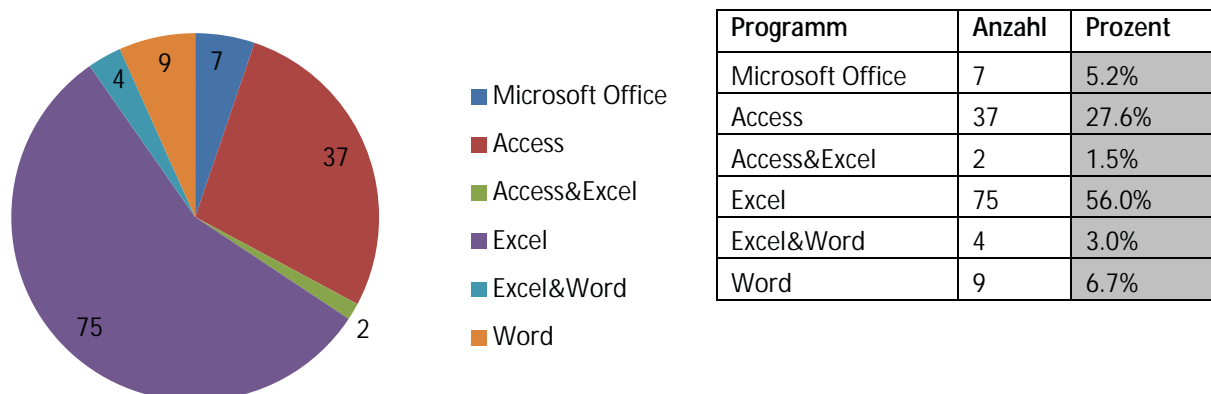 9
7
4
37
75
2
Microsoft Office
Access
Access&Excel
Excel
Excel&Word
Word
Programm Anzahl Prozent
Microsoft Office 7 5.2%
Access 37 27.6%
Access&Excel 2 1.5%
Excel 75 56.0%
Excel&Word 4 3.0%
Word 9 6.7%